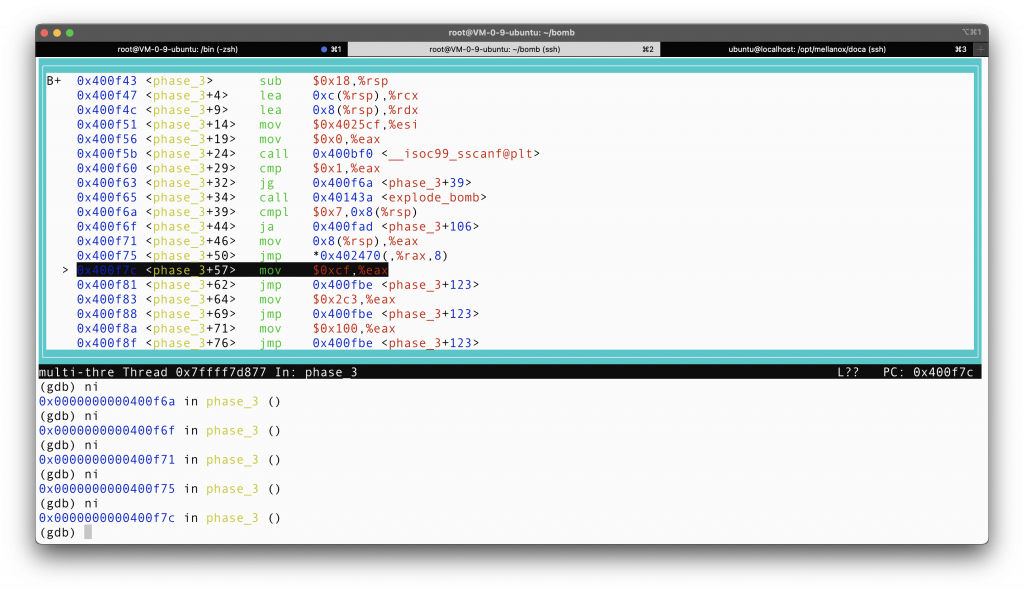 root@VM-0-9-ubuntu: ~/bomb ⌥⌘1
root@VM-0-9-ubuntu: /bin (-zsh) ⌘1 root@VM-0-9-ubuntu: ~/bomb (ssh) ⌘2 ubuntu@localhost: /opt/mellanox/doca (ssh) ⌘3 +
B+ 0x400f43 <phase_3> sub $0x18,%rsp
0x400f47 <phase_3+4> lea 0xc(%rsp),%rcx
0x400f4c <phase_3+9> lea 0x8(%rsp),%rdx
0x400f51 <phase_3+14> mov $0x4025cf,%esi
0x400f56 <phase_3+19> mov $0x0,%eax
0x400f5b <phase_3+24> call 0x400bf0 <__isoc99_sscanf@plt>
0x400f60 <phase_3+29> cmp $0x1,%eax
0x400f63 <phase_3+32> jg 0x400f6a <phase_3+39>
0x400f65 <phase_3+34> call 0x40143a <explode_bomb>
0x400f6a <phase_3+39> cmpl $0x7,0x8(%rsp)
0x400f6f <phase_3+44> ja 0x400fad <phase_3+106>
0x400f71 <phase_3+46> mov 0x8(%rsp),%eax
0x400f75 <phase_3+50> jmp *0x402470(,%rax,8)
> 0x400f7c <phase_3+57> mov $0xcf,%eax
0x400f81 <phase_3+62> jmp 0x400fbe <phase_3+123>
0x400f83 <phase_3+64> mov $0x2c3,%eax
0x400f88 <phase_3+69> jmp 0x400fbe <phase_3+123>
0x400f8a <phase_3+71> mov $0x100,%eax
0x400f8f <phase_3+76> jmp 0x400fbe <phase_3+123>
multi-thre Thread 0x7ffff7d877 In: phase_3 L?? PC: 0x400f7c
(gdb) ni
0x0000000000400f6a in phase_3 ()
(gdb) ni
0x0000000000400f6f in phase_3 ()
(gdb) ni
0x0000000000400f71 in phase_3 ()
(gdb) ni
0x0000000000400f75 in phase_3 ()
(gdb) ni
0x0000000000400f7c in phase_3 ()
(gdb)